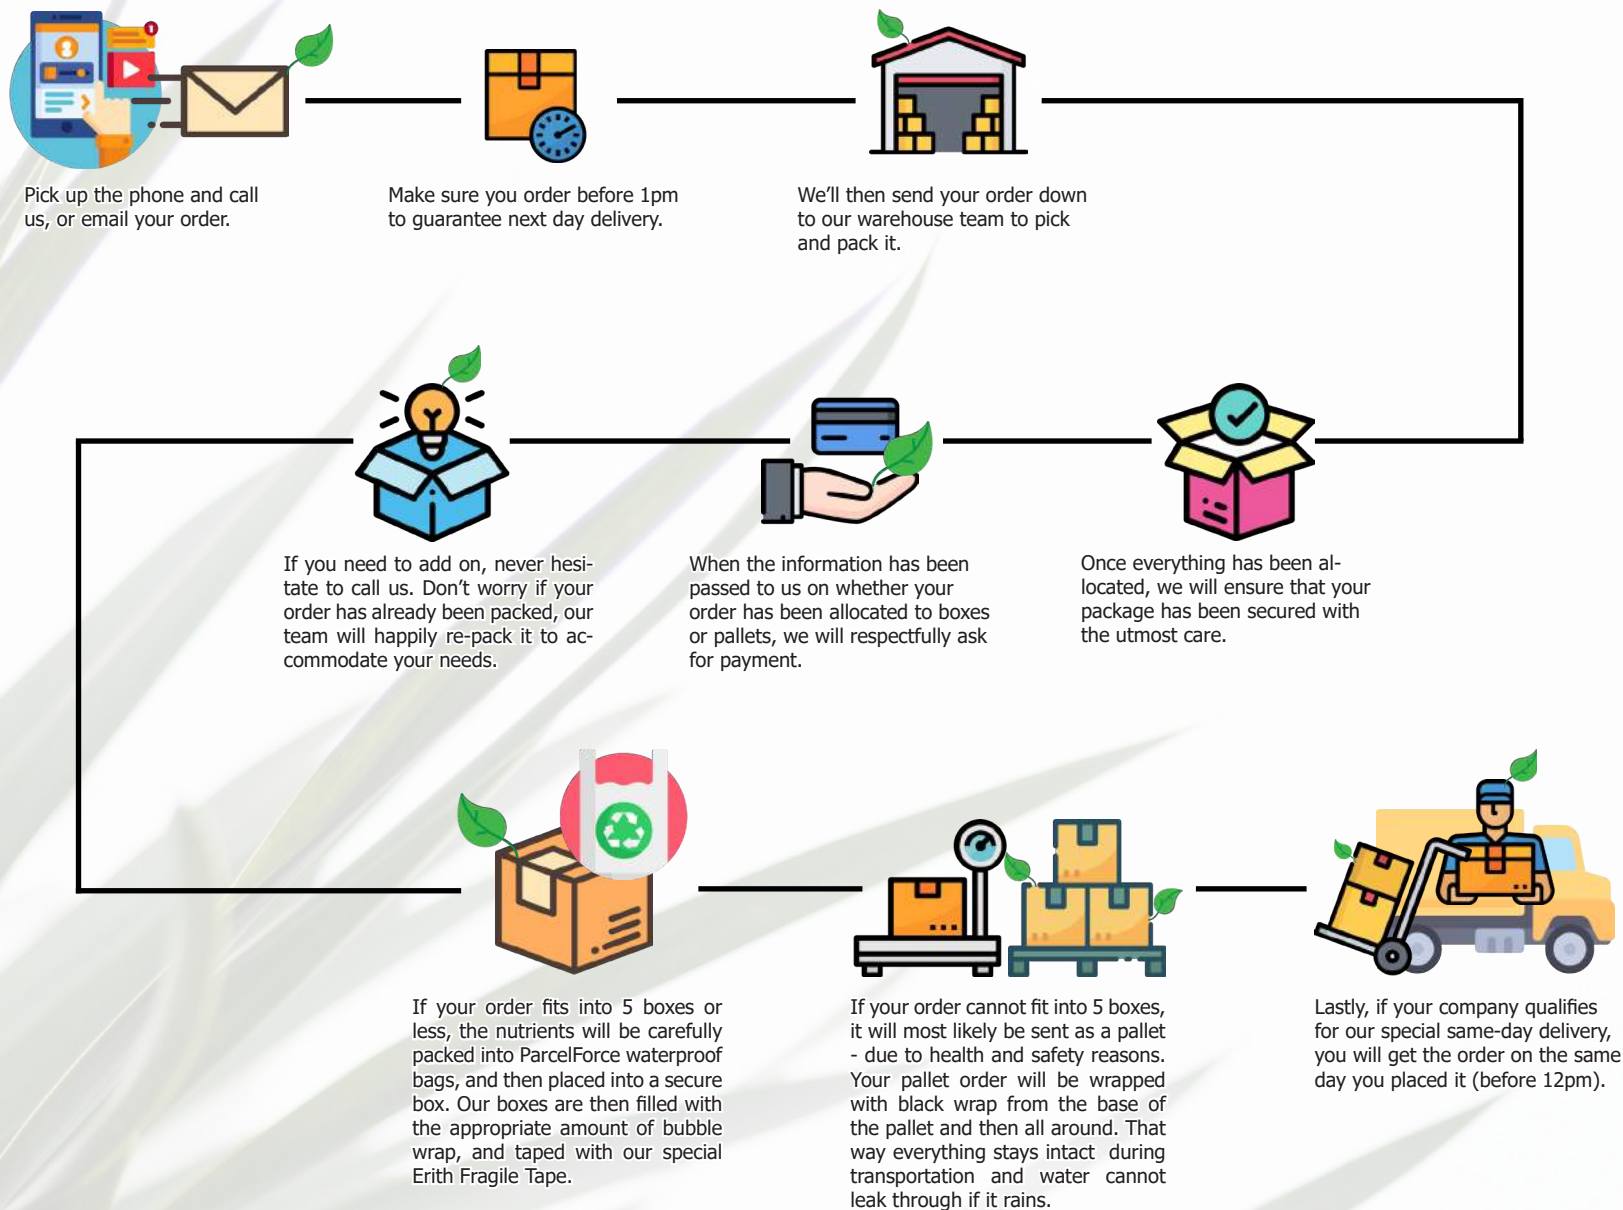 1
Pick up the phone and call
us, or email your order.
Make sure you order before 1pm
to guarantee next day delivery.
We’ll then send your order down
to our warehouse team to pick
and pack it.
If you need to add on, never hesi-
tate to call us. Don’t worry if your
order has already been packed, our
team will happily re-pack it to ac-
commodate your needs.
When the information has been
passed to us on whether your
order has been allocated to boxes
or pallets, we will respectfully ask
for payment.
Once everything has been al-
located, we will ensure that your
package has been secured with
the utmost care.
If your order fits into 5 boxes or
less, the nutrients will be carefully
packed into ParcelForce waterproof
bags, and then placed into a secure
box. Our boxes are then filled with
the appropriate amount of bubble
wrap, and taped with our special
Erith Fragile Tape.
If your order cannot fit into 5 boxes,
it will most likely be sent as a pallet
- due to health and safety reasons.
Your pallet order will be wrapped
with black wrap from the base of
the pallet and then all around. That
way everything stays intact during
transportation and water cannot
leak through if it rains.
Lastly, if your company qualifies
for our special same-day delivery,
you will get the order on the same
day you placed it (before 12pm).